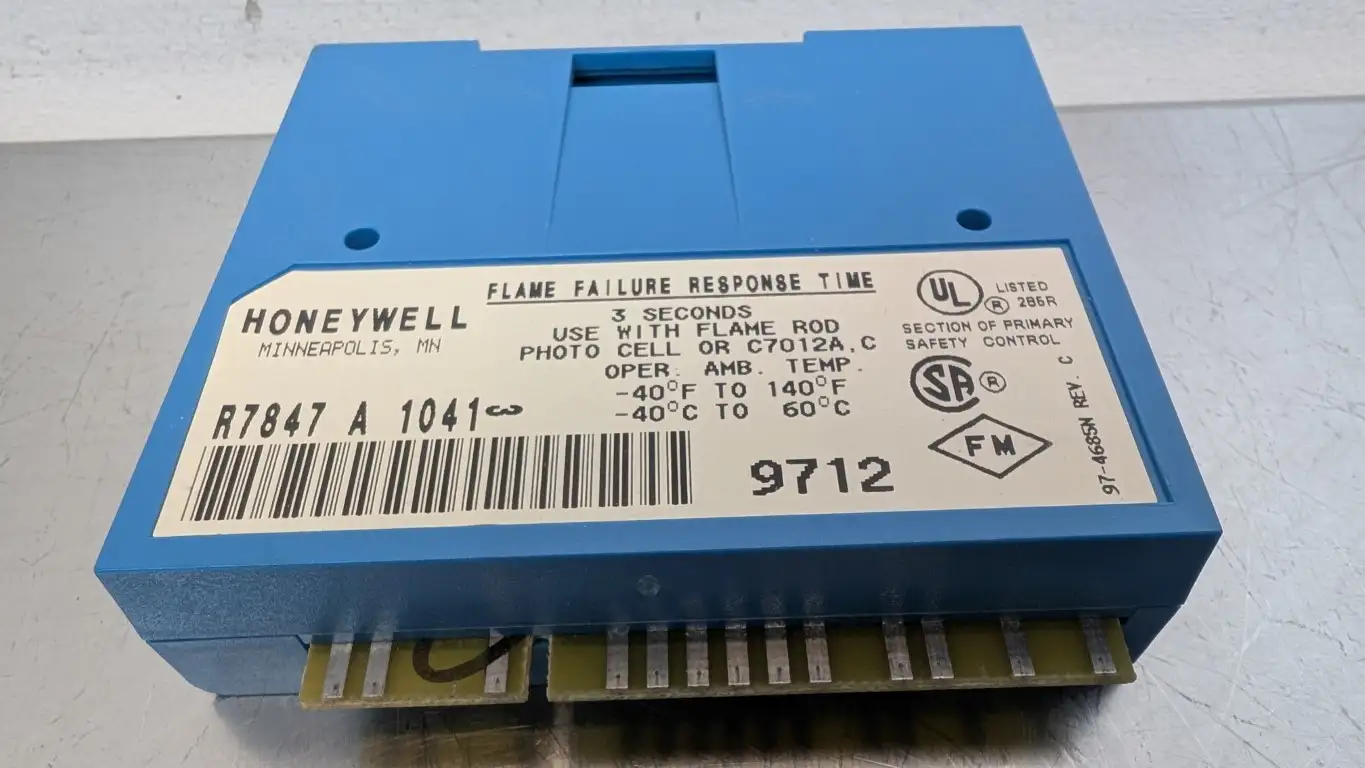 HONEYWELL
MINNEAPOLIS, MN
R7847 A 1041 3
FLAME FAILURE RESPONSE TIME
3 SECONDS
USE WITH FLAME ROD
PHOTO CELL OR C7012A,C
OPER. AMB. TEMP.
-40°F TO 140°F
-40°C TO 60°C
9712
UL ® LISTED
285R
SECTION OF PRIMARY
SAFETY CONTROL
SA ®
FM
97-4685N REV. C